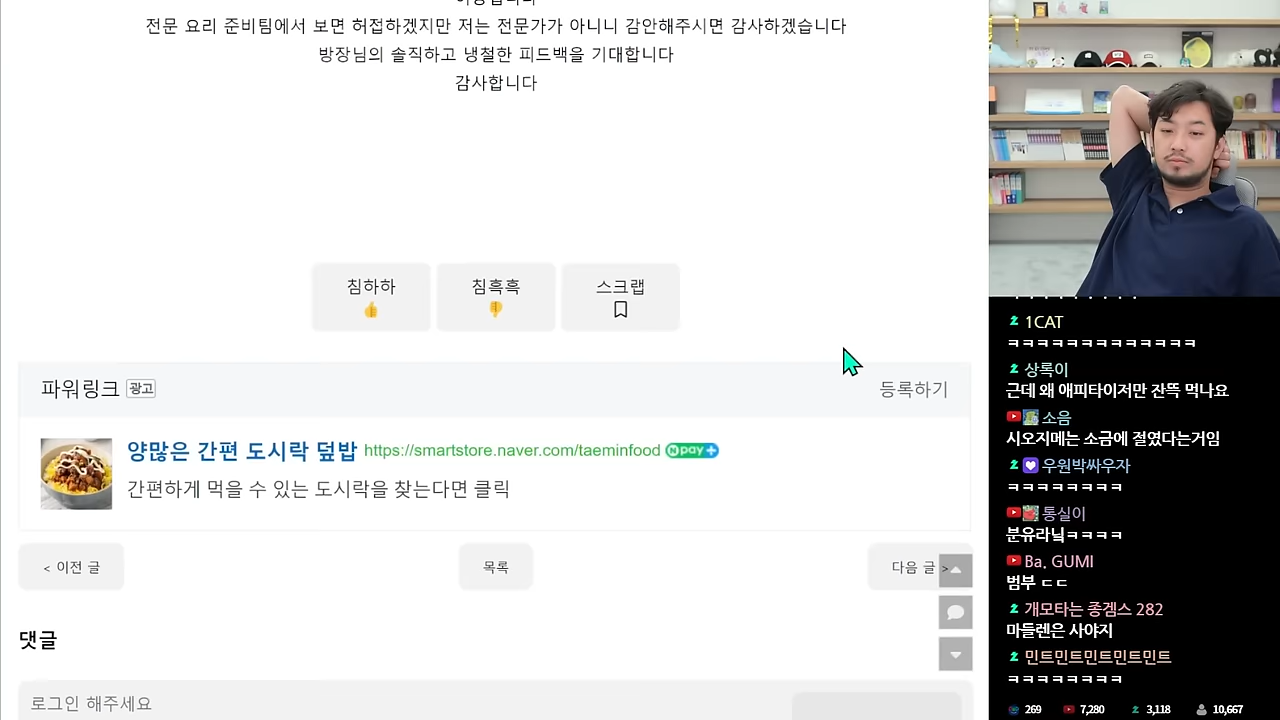 전문 요리 준비팀에서 보면 허접하겠지만 저는 전문가가 아니니 감안해주시면 감사하겠습니다
방장님의 솔직하고 냉철한 피드백을 기대합니다
감사합니다
침하하
침흑흑
스크랩
파워링크 광고
등록하기
양많은 간편 도시락 덮밥 https://smartstore.naver.com/taeminfood N pay+
간편하게 먹을 수 있는 도시락을 찾는다면 클릭
< 이전 글
목록
다음 글 >
댓글
로그인 해주세요
1CAT
ㅋㅋㅋㅋㅋㅋㅋㅋㅋㅋㅋㅋㅋ
상록이
근데 왜 애피타이저만 잔뜩 먹나요
소음
시오지메는 소금에 절였다는거임
우원박싸우자
ㅋㅋㅋㅋㅋㅋㅋㅋ
통실이
분유라닠ㅋㅋㅋㅋ
Ba. GUMI
범부 ㄷㄷ
개모타는 종겜스 282
마들렌은 사야지
민트민트민트민트민트
ㅋㅋㅋㅋㅋㅋㅋㅋ
269 7,280 3,118 10,667